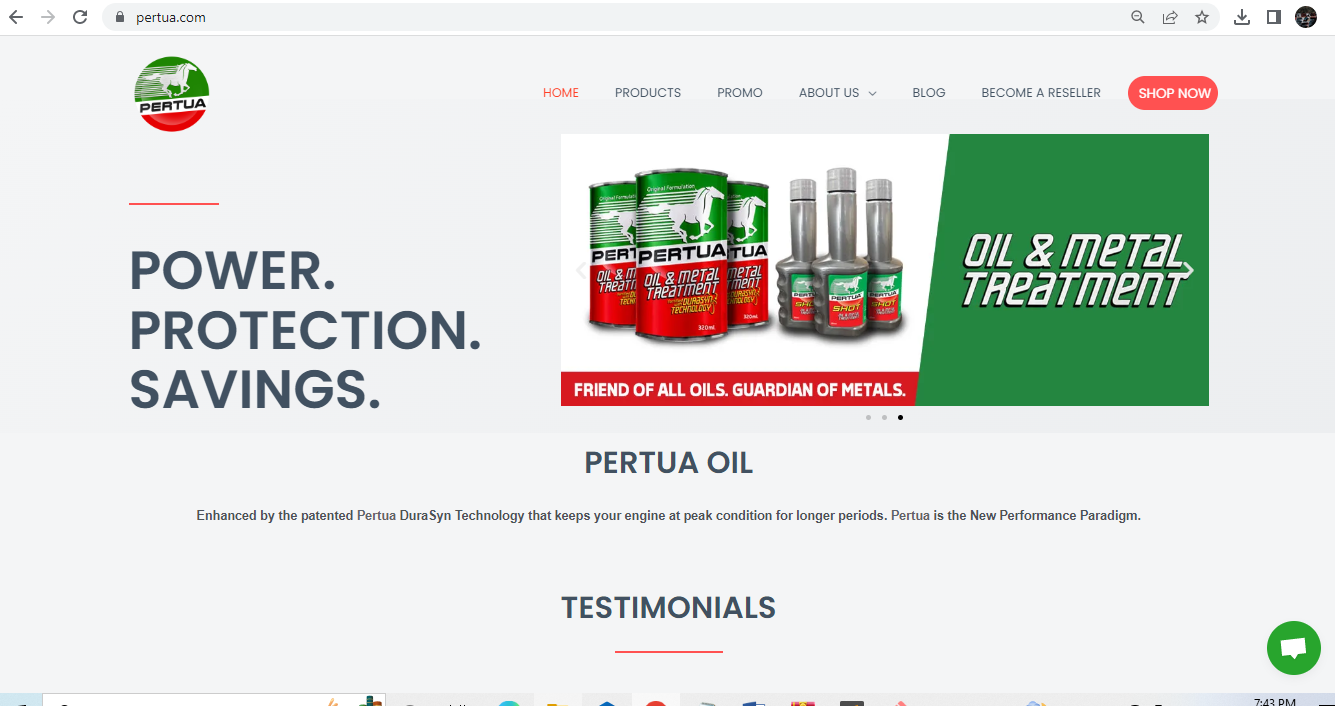 pertua.com
PERTUA
HOME
PRODUCTS
PROMO
ABOUT US
BLOG
BECOME A RESELLER
SHOP NOW
POWER.
PROTECTION.
SAVINGS.
Original Formulation
PERTUA
OIL & METAL
TREATMENT
DURASYN
TECHNOLOGY
320mL
PERTUA
SHOT
OIL & METAL
TREATMENT
FRIEND OF ALL OILS. GUARDIAN OF METALS.
PERTUA OIL
Enhanced by the patented Pertua DuraSyn Technology that keeps your engine at peak condition for longer periods. Pertua is the New Performance Paradigm.
TESTIMONIALS
7:43 PM